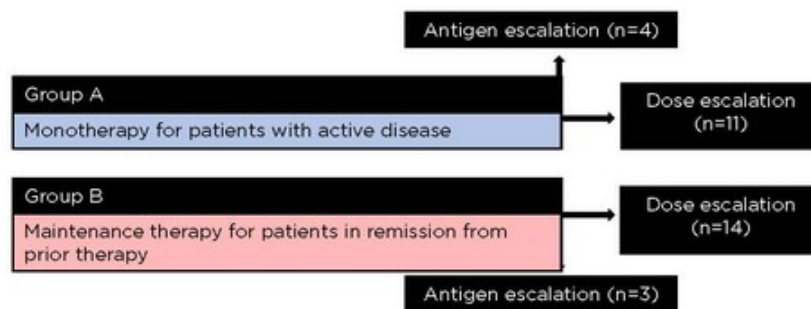 Antigen escalation (n=4)
Group A
Monotherapy for patients with active disease
Dose escalation
(n=11)
Group B
Maintenance therapy for patients in remission from
prior therapy
Dose escalation
(n=14)
Antigen escalation (n=3)